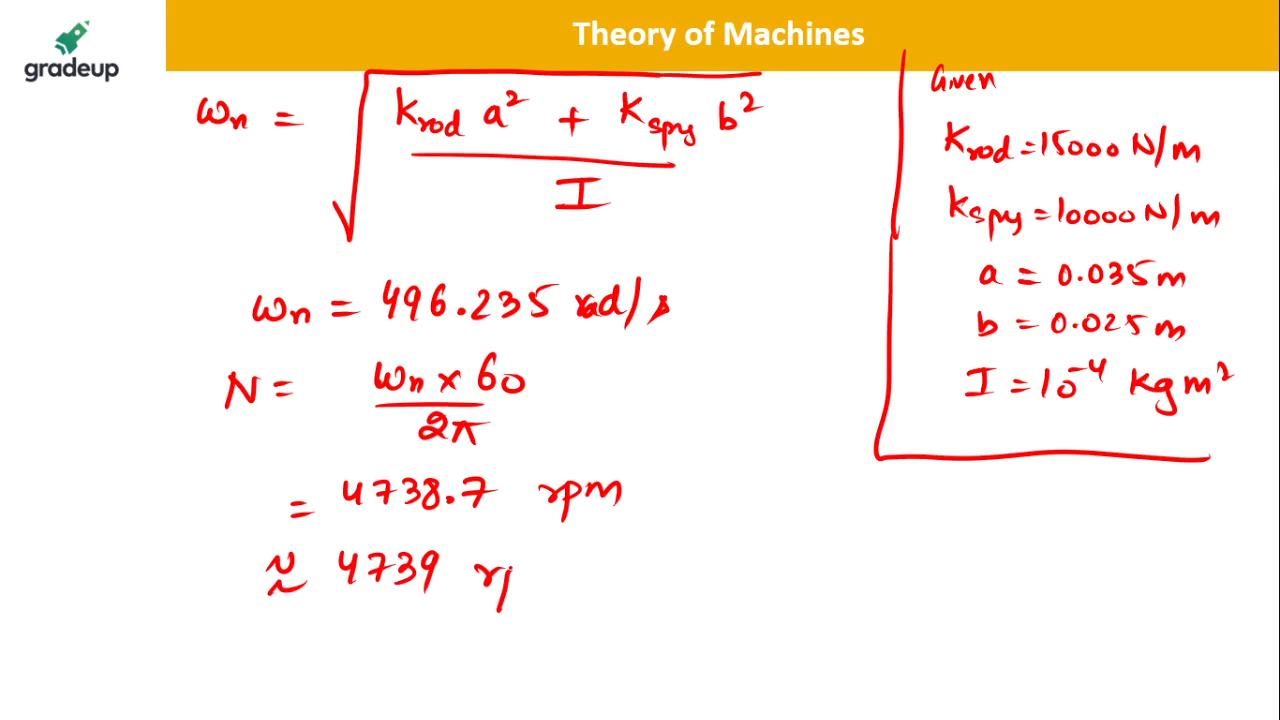 Theory of Machines
gradeup
ωn = √((Krod a² + Kspg b²) / I)
ωn = 496.235 rad/s
N = (ωn × 60) / 2π
= 4738.7 rpm
≈ 4739 rp
Given
Krod = 15000 N/m
Kspg = 10000 N/m
a = 0.035 m
b = 0.025 m
I = 10⁻⁴ Kg m²